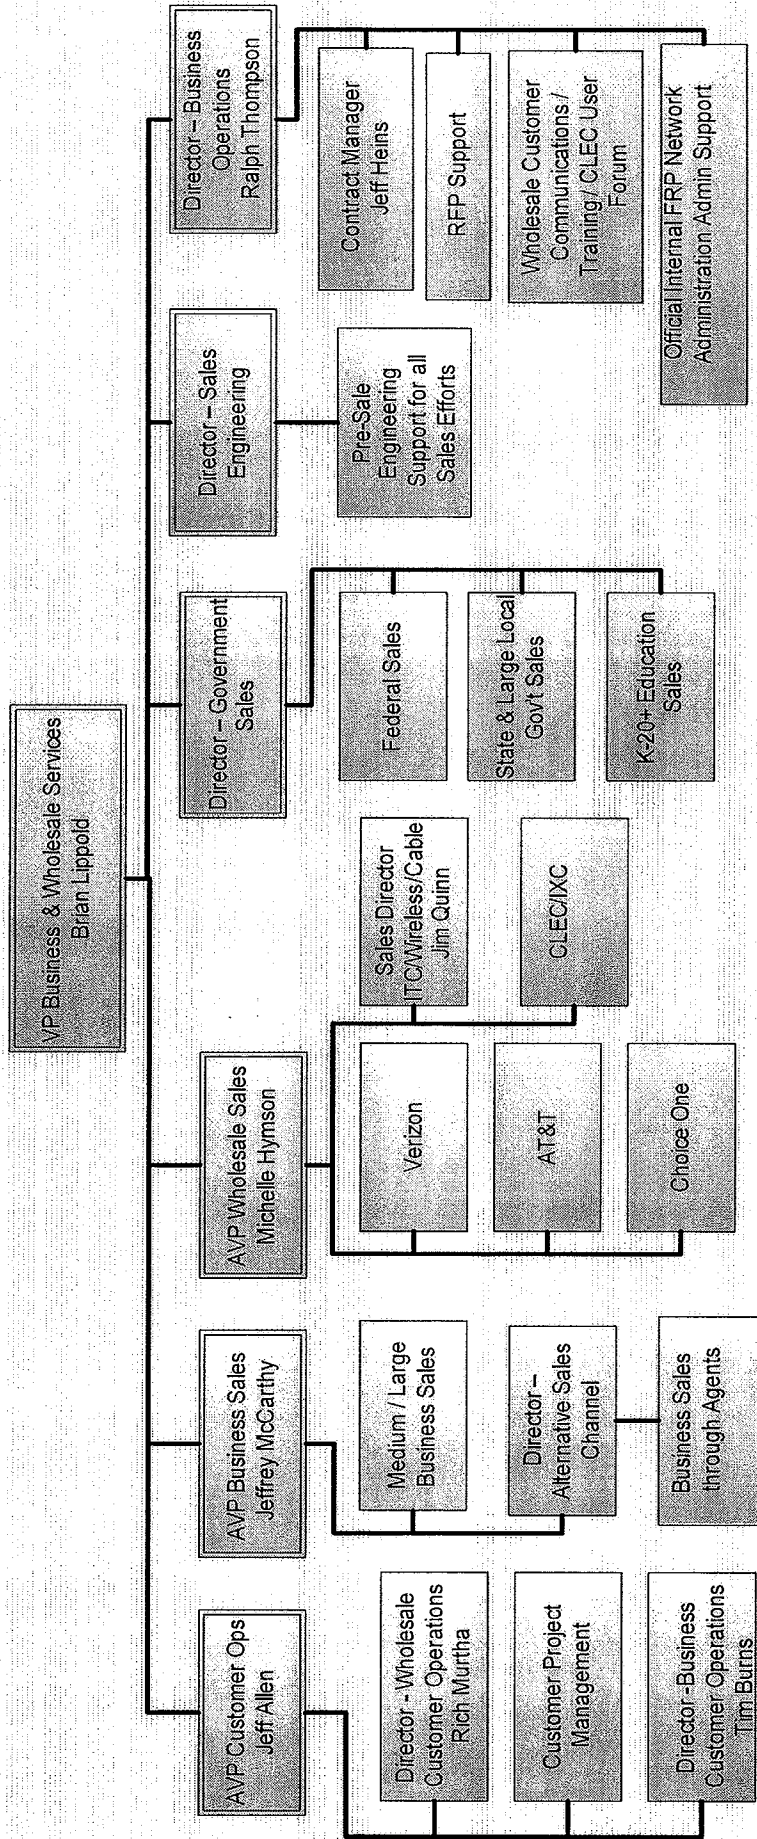 VP Business & Wholesale Services
Brian Lippold
AVP Customer Ops
Jeff Allen
Director - Wholesale
Customer Operations
Rich Murtha
Customer Project
Management
Director -Business
Customer Operations
Tim Burns
AVP Business Sales
Jeffrey McCarthy
Medium / Large
Business Sales
Director –
Alternative Sales
Channel
Business Sales
through Agents
AVP Wholesale Sales
Michelle Hymson
Verizon
AT&T
Choice One
Sales Director
ITC/Wireless/Cable
Jim Quinn
CLEC/IXC
Director – Government
Sales
Federal Sales
State & Large Local
Gov't Sales
K-20+ Education
Sales
Director – Sales
Engineering
Pre-Sale
Engineering
Support for all
Sales Efforts
Director – Business
Operations
Ralph Thompson
Contract Manager
Jeff Heins
RFP Support
Wholesale Customer
Communications /
Training / CLEC User
Forum
Official Internal FRP Network
Administration Admin Support